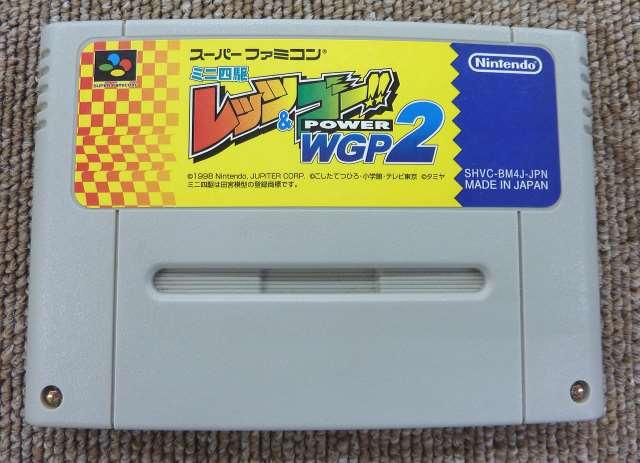 SUPER FAMICOM
スーパーファミコン®
ミニ四駆
レッツ&ゴー!!
POWER
WGP2
©1998 Nintendo, JUPITER CORP. ©こしたてつひろ・小学館・テレビ東京 ©タミヤ
ミニ四駆は田宮模型の登録商標です。
Nintendo®
SHVC-BM4J-JPN
MADE IN JAPAN